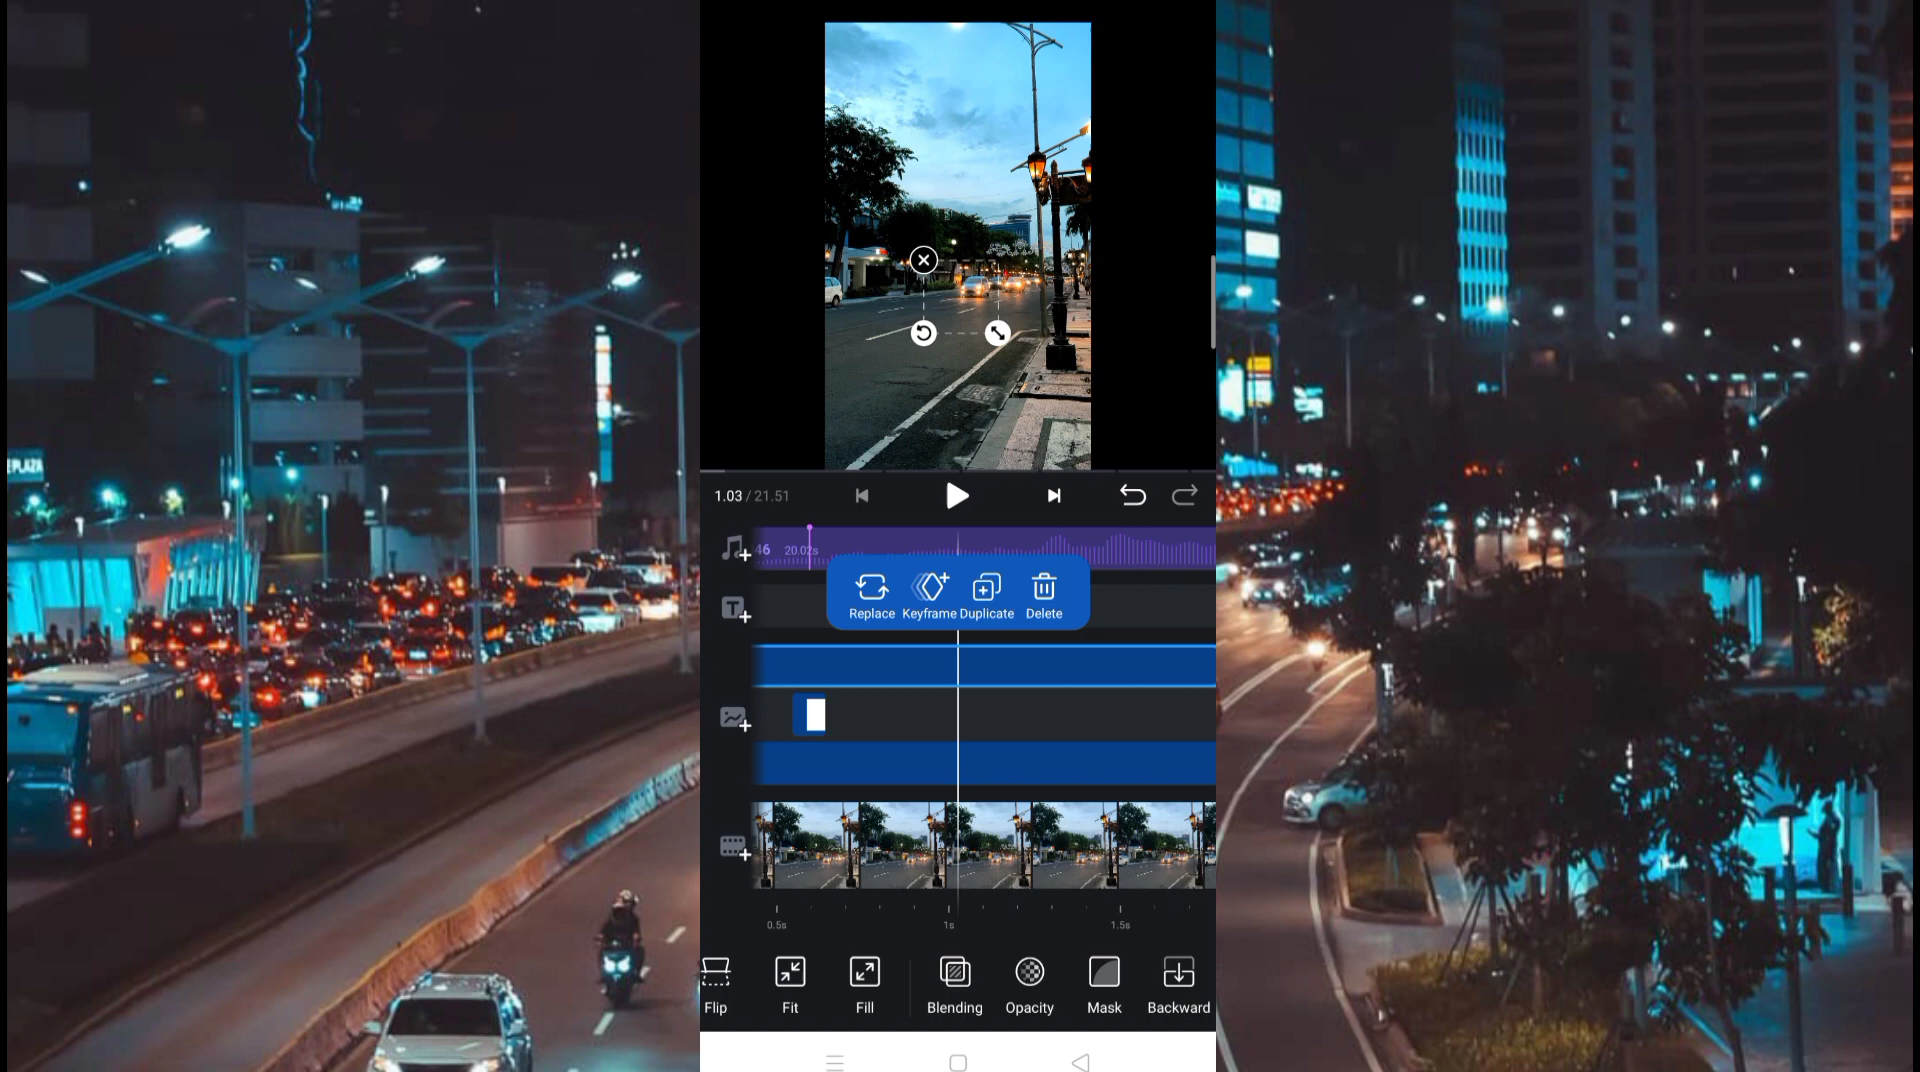 E PLAZA
1.03 / 21.51
46 20.02s
Replace Keyframe Duplicate Delete
0.5s 1s 1.5s
Flip Fit Fill Blending Opacity Mask Backward